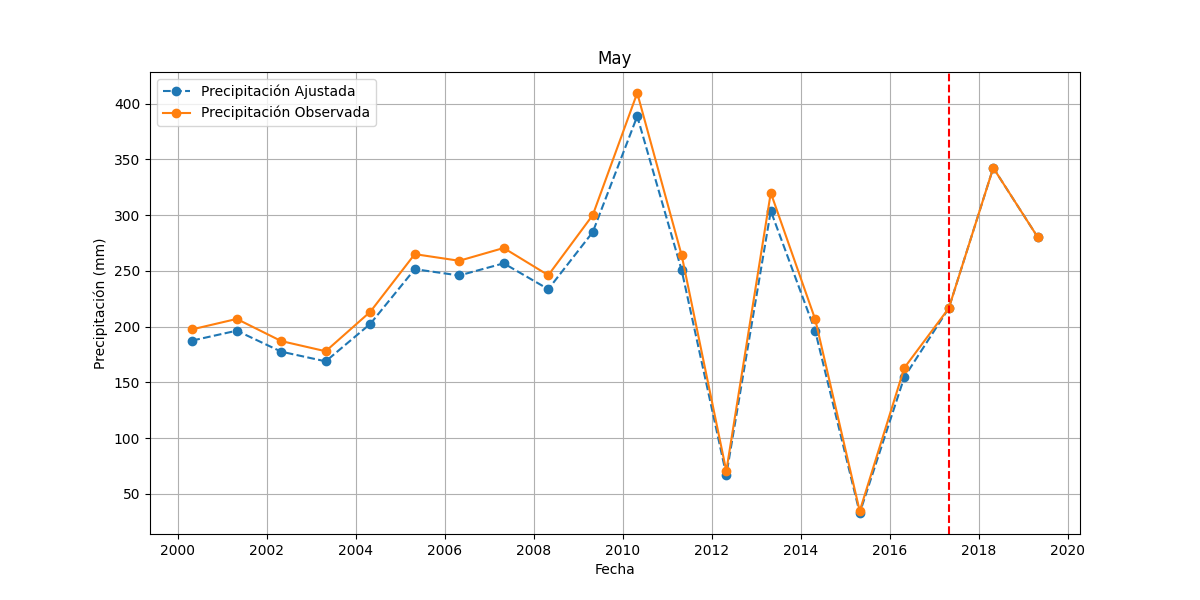 May
Precipitación Ajustada
Precipitación Observada
Precipitación (mm)
400
350
300
250
200
150
100
50
2000 2002 2004 2006 2008 2010 2012 2014 2016 2018 2020
Fecha